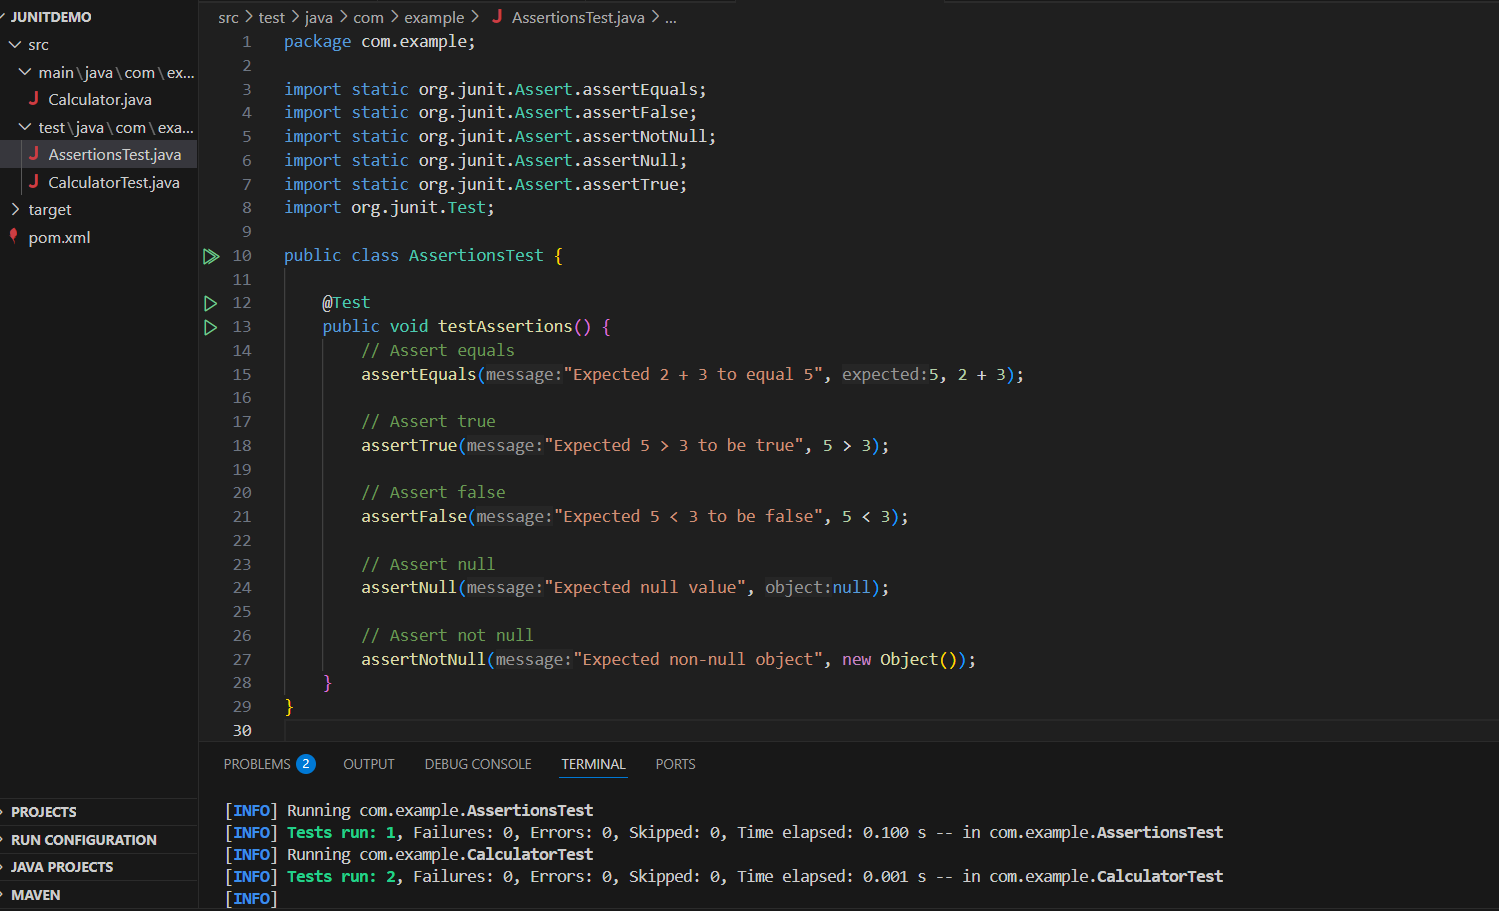 JUNITDEMO
src
main\java\com\ex...
Calculator.java
test\java\com\exa...
AssertionsTest.java
CalculatorTest.java
target
pom.xml
PROJECTS
RUN CONFIGURATION
JAVA PROJECTS
MAVEN
src > test > java > com > example > J AssertionsTest.java > ...
1 package com.example;
2
3 import static org.junit.Assert.assertEquals;
4 import static org.junit.Assert.assertFalse;
5 import static org.junit.Assert.assertNotNull;
6 import static org.junit.Assert.assertNull;
7 import static org.junit.Assert.assertTrue;
8 import org.junit.Test;
9
10 public class AssertionsTest {
11
12 @Test
13 public void testAssertions() {
14 // Assert equals
15 assertEquals(message:"Expected 2 + 3 to equal 5", expected:5, 2 + 3);
16
17 // Assert true
18 assertTrue(message:"Expected 5 > 3 to be true", 5 > 3);
19
20 // Assert false
21 assertFalse(message:"Expected 5 < 3 to be false", 5 < 3);
22
23 // Assert null
24 assertNull(message:"Expected null value", object:null);
25
26 // Assert not null
27 assertNotNull(message:"Expected non-null object", new Object());
28 }
29 }
30
PROBLEMS 2 OUTPUT DEBUG CONSOLE TERMINAL PORTS
[INFO] Running com.example.AssertionsTest
[INFO] Tests run: 1, Failures: 0, Errors: 0, Skipped: 0, Time elapsed: 0.100 s -- in com.example.AssertionsTest
[INFO] Running com.example.CalculatorTest
[INFO] Tests run: 2, Failures: 0, Errors: 0, Skipped: 0, Time elapsed: 0.001 s -- in com.example.CalculatorTest
[INFO]